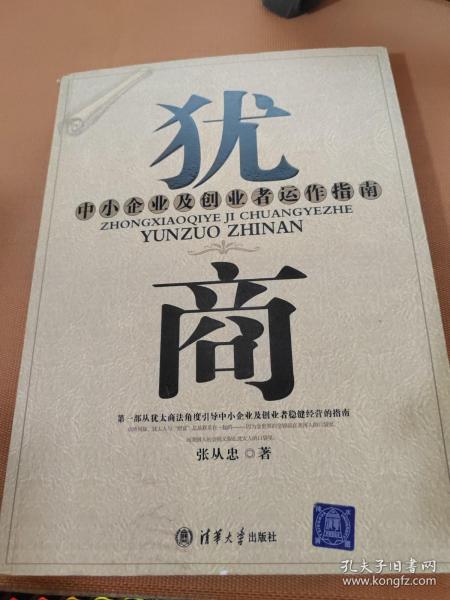 犹
中小企业及创业者运作指南
ZHONGXIAOQIYE JI CHUANGYEZHE
YUNZUO ZHINAN
商
第一部从犹太商法角度引导中小企业及创业者稳健经营的指南
张从忠◎著
清华大学出版社
孔夫子旧书网
www.kongfz.com